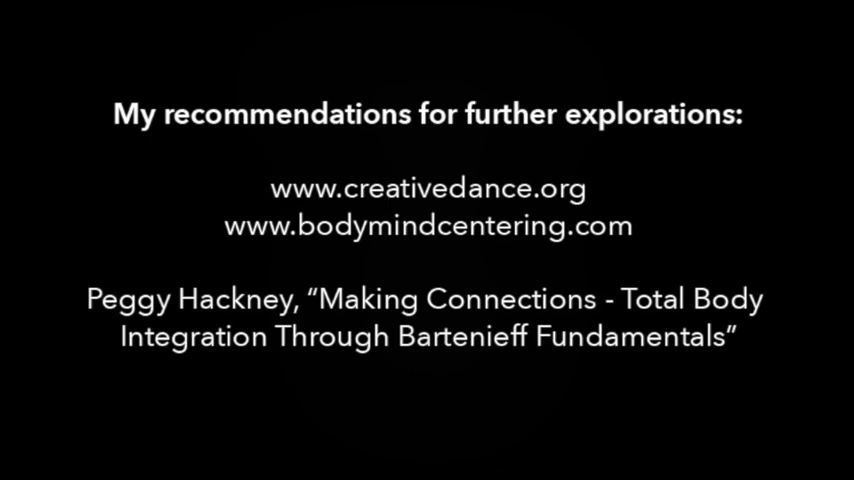 My recommendations for further explorations:
www.creativedance.org
www.bodymindcentering.com
Peggy Hackney, “Making Connections - Total Body
Integration Through Bartenieff Fundamentals”